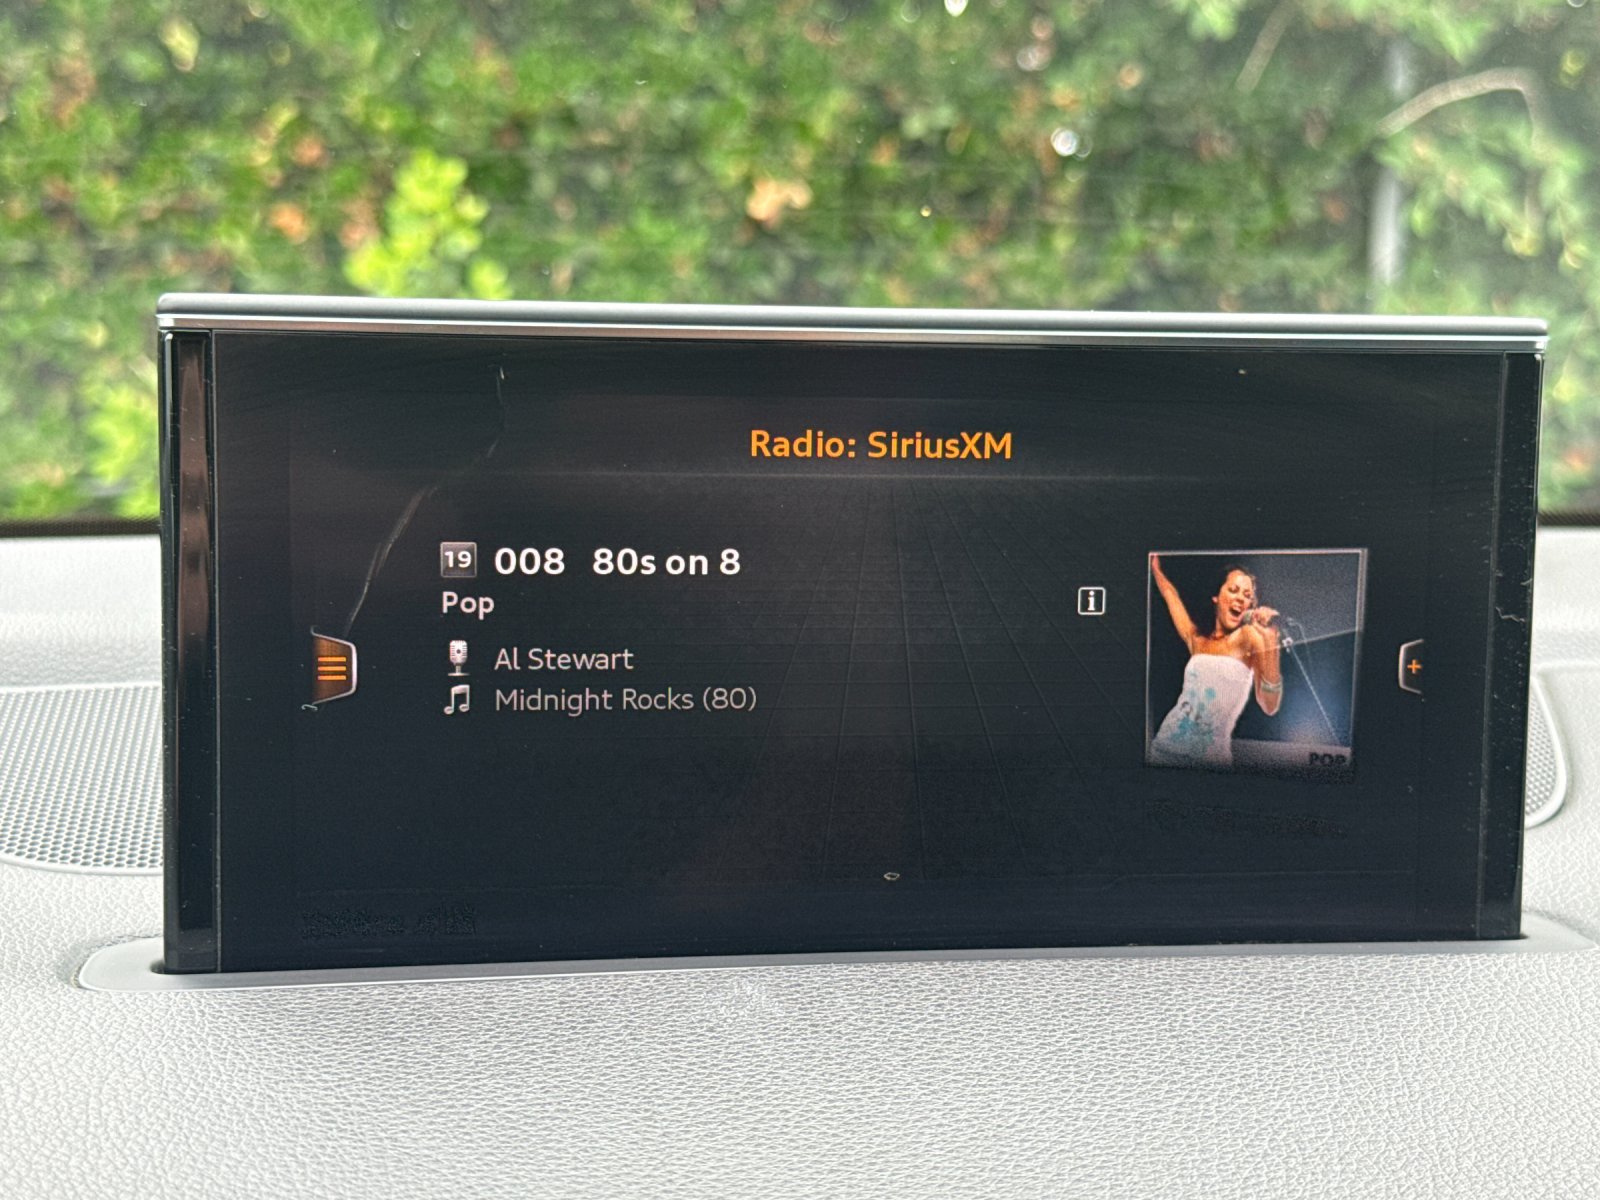 Radio: SiriusXM
19 008 80s on 8
Pop
Al Stewart
Midnight Rocks (80)
POP